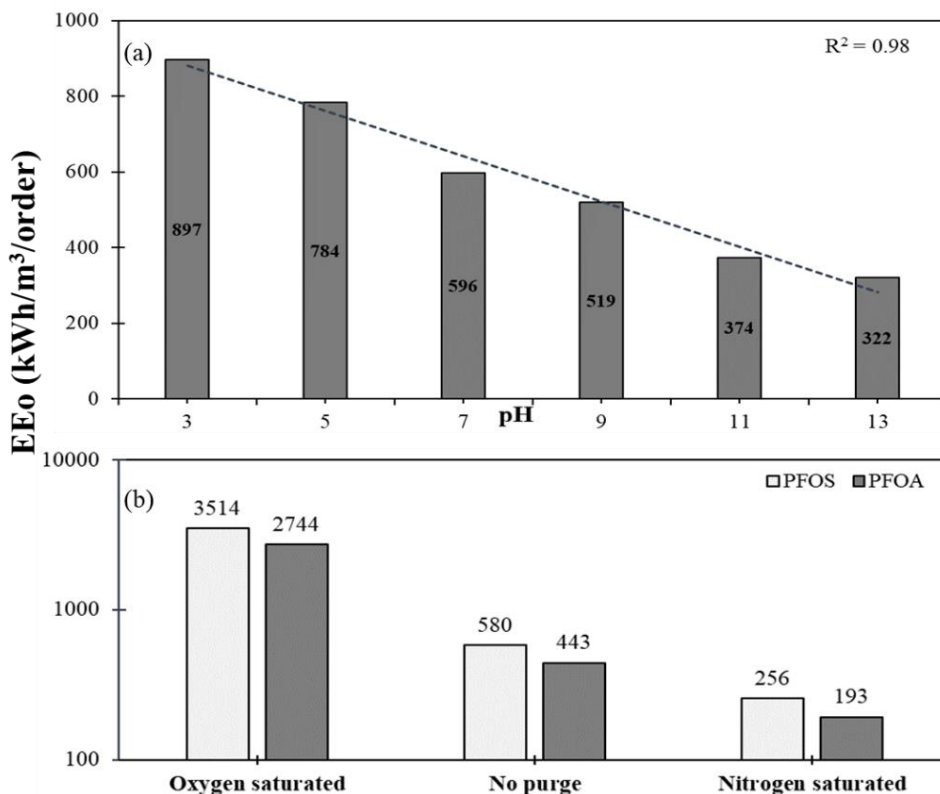 EEo (kWh/m³/order)
(a)
R² = 0.98
1000
800
600
400
200
0
897
784
596
519
374
322
3
5
7
9
11
13
pH
(b)
PFOS
PFOA
10000
1000
100
3514
2744
580
443
256
193
Oxygen saturated
No purge
Nitrogen saturated